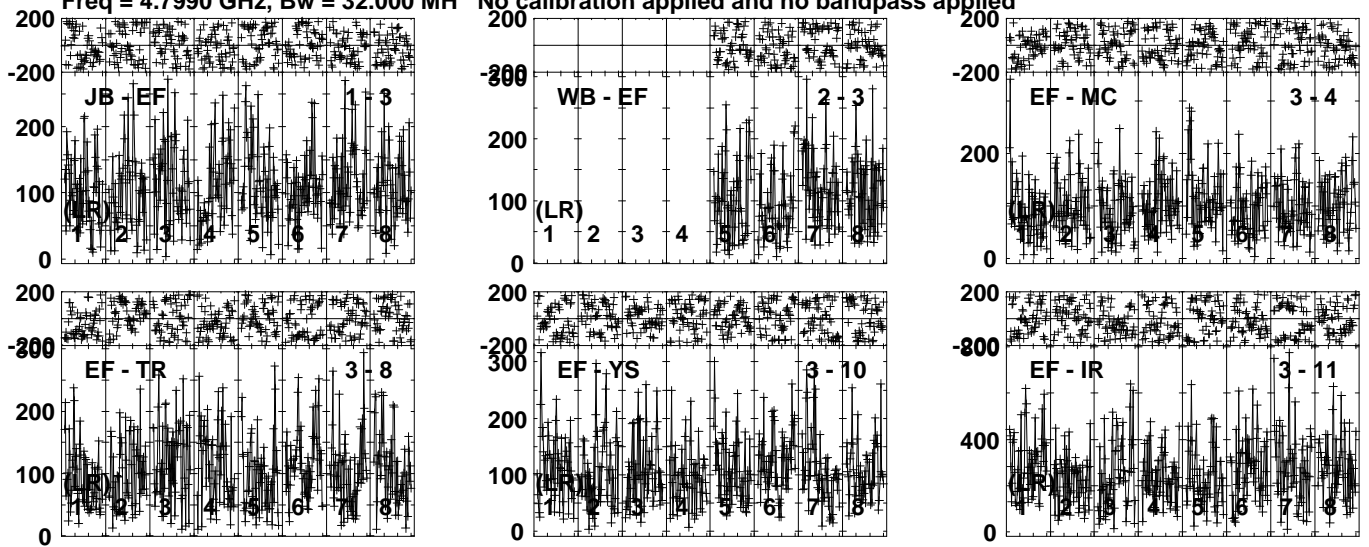 Freq = 4.7990 GHz, Bw = 32.000 MH No calibration applied and no bandpass applied
200
-200
JB - EF 1 - 3
200
100
0
(LR)
1 2 3 4 5 6 7 8
200
-200
300
WB - EF 2 - 3
200
100
0
(LR)
1 2 3 4 5 6 7 8
200
-200
EF - MC 3 - 4
200
0
(LR)
1 2 3 4 5 6 7 8
200
-200
300
EF - TR 3 - 8
200
100
0
(LR)
1 2 3 4 5 6 7 8
200
-200
300
EF - YS 3 - 10
200
100
0
(LR)
1 2 3 4 5 6 7 8
200
-200
800
EF - IR 3 - 11
400
0
(LR)
1 2 3 4 5 6 7 8